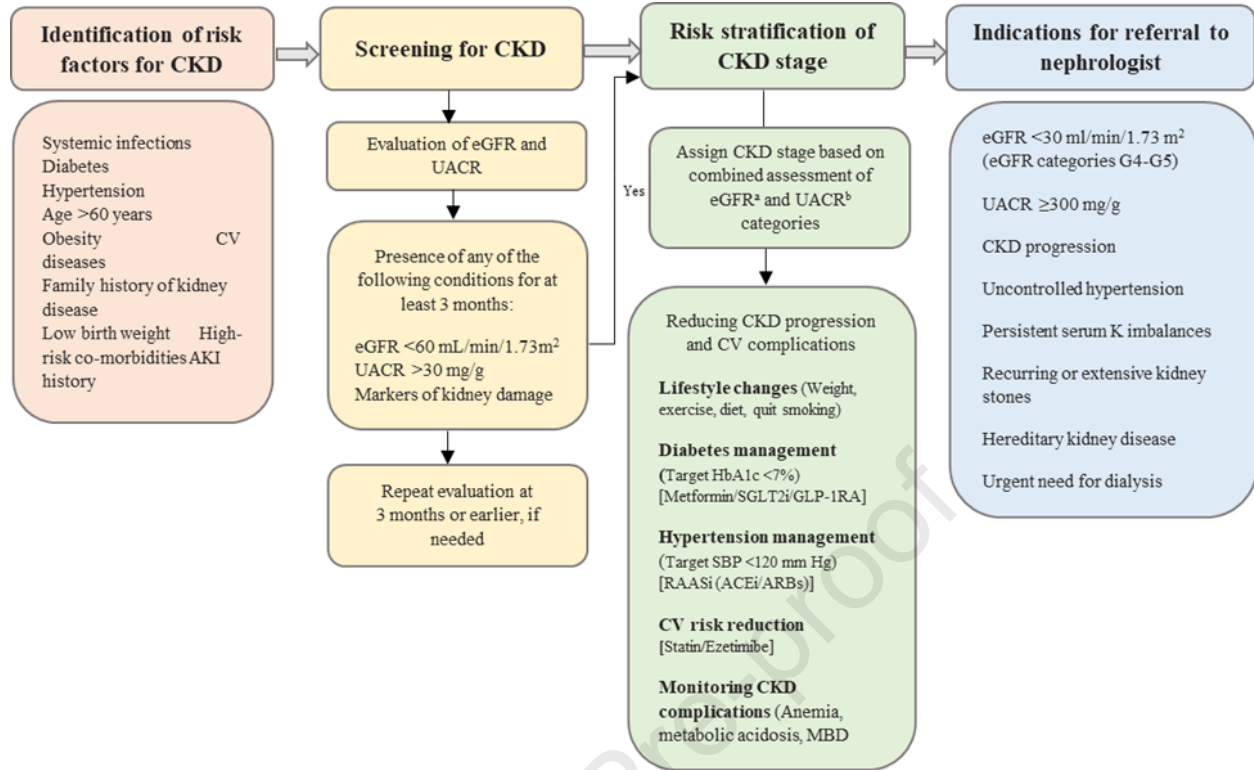 Identification of risk
factors for CKD
Systemic infections
Diabetes
Hypertension
Age >60 years
Obesity CV
diseases
Family history of kidney
disease
Low birth weight High-
risk co-morbidities AKI
history
Screening for CKD
Evaluation of eGFR and
UACR
Presence of any of the
following conditions for at
least 3 months:
eGFR <60 mL/min/1.73m²
UACR >30 mg/g
Markers of kidney damage
Repeat evaluation at
3 months or earlier, if
needed
Yes
Risk stratification of
CKD stage
Assign CKD stage based on
combined assessment of
eGFRᵃ and UACRᵇ
categories
Reducing CKD progression
and CV complications
Lifestyle changes (Weight,
exercise, diet, quit smoking)
Diabetes management
(Target HbA1c <7%)
[Metformin/SGLT2i/GLP-1RA]
Hypertension management
(Target SBP <120 mm Hg)
[RAASi (ACEi/ARBs)]
CV risk reduction
[Statin/Ezetimibe]
Monitoring CKD
complications (Anemia,
metabolic acidosis, MBD
Indications for referral to
nephrologist
eGFR <30 ml/min/1.73 m²
(eGFR categories G4-G5)
UACR ≥300 mg/g
CKD progression
Uncontrolled hypertension
Persistent serum K imbalances
Recurring or extensive kidney
stones
Hereditary kidney disease
Urgent need for dialysis
Pre-proof